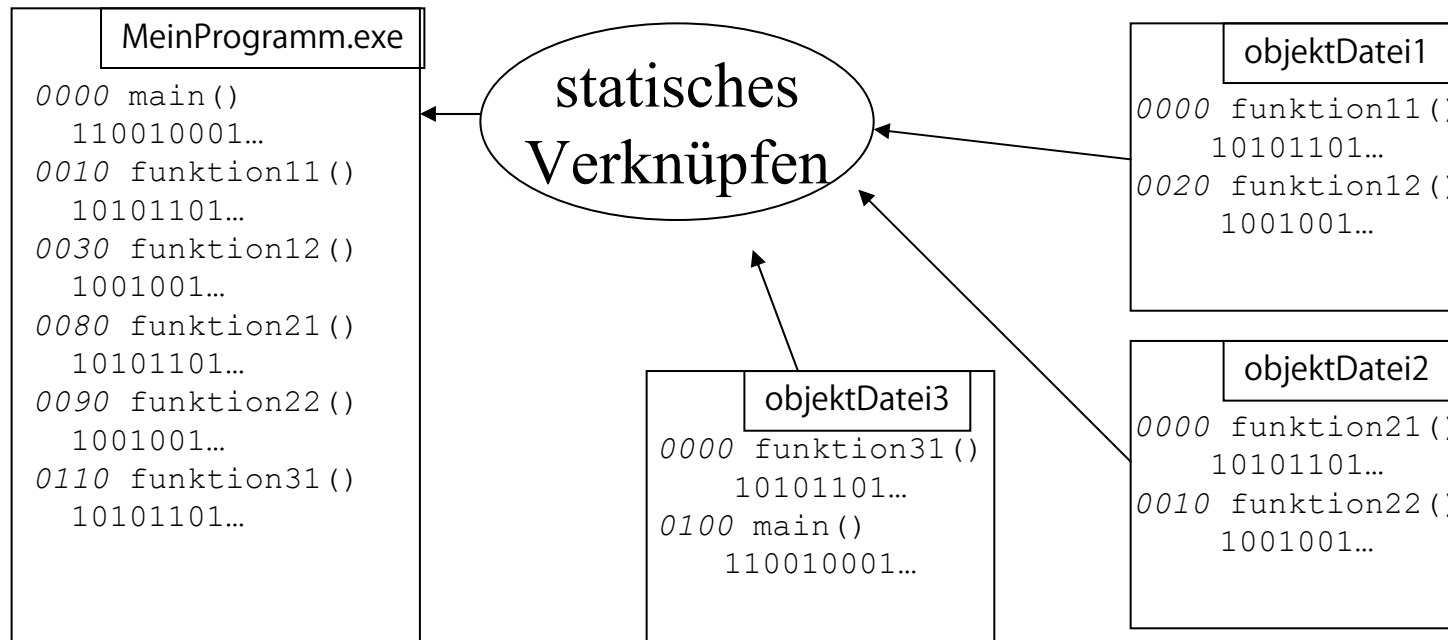 MeinProgramm.exe
0000 main()
110010001…
0010 funktion11()
10101101…
0030 funktion12()
1001001…
0080 funktion21()
10101101…
0090 funktion22()
1001001…
0110 funktion31()
10101101…
statisches
Verknüpfen
objektDatei1
0000 funktion11()
10101101…
0020 funktion12()
1001001…
objektDatei2
0000 funktion21()
10101101…
0010 funktion22()
1001001…
objektDatei3
0000 funktion31()
10101101…
0100 main()
110010001…